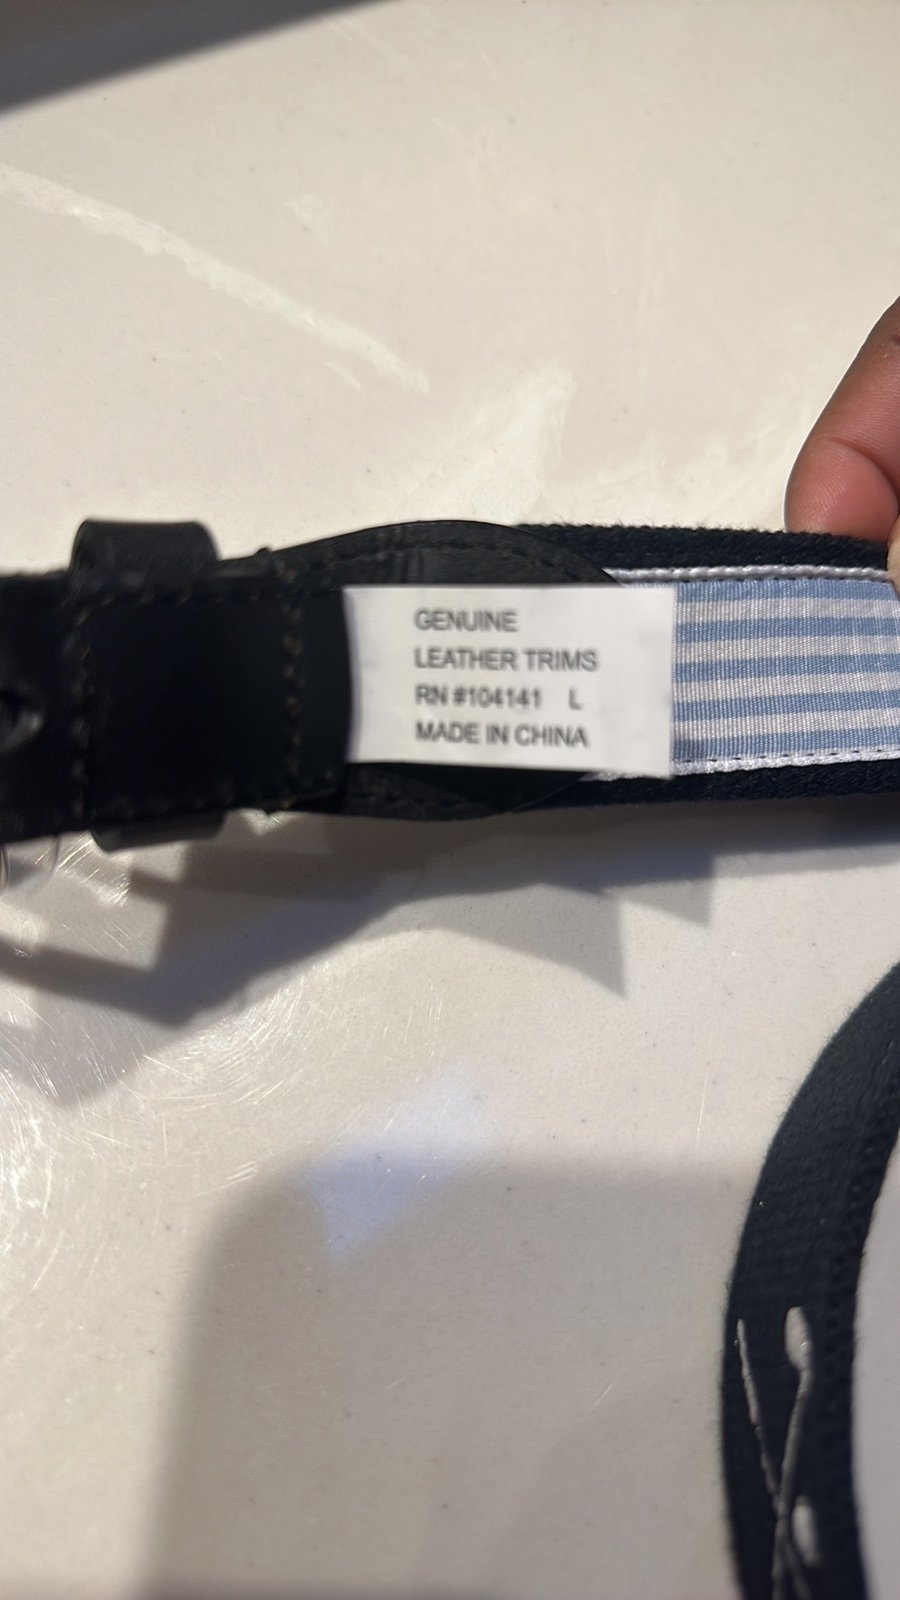 GENUINE
LEATHER TRIMS
RN #104141 L
MADE IN CHINA